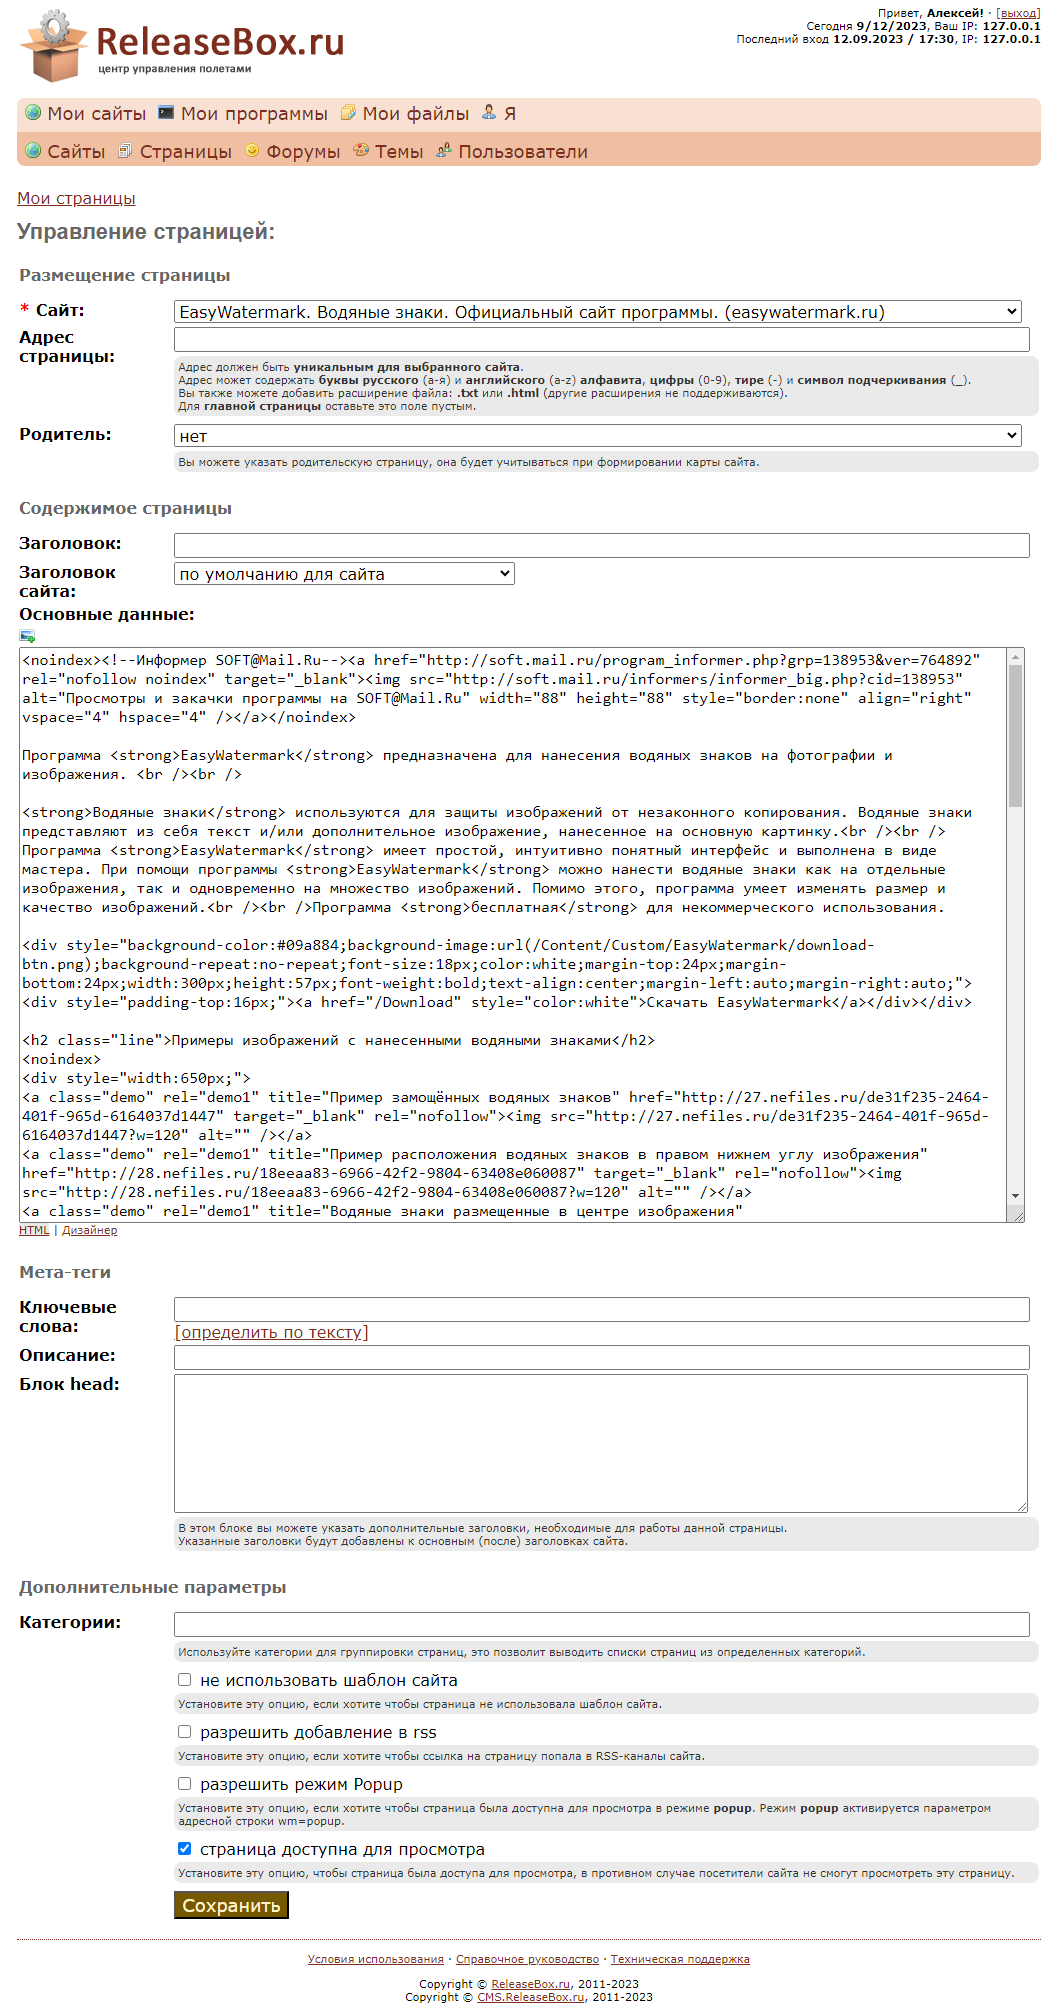 ReleaseBox.ru
центр управления полетами
Привет, Алексей! · [выход]
Сегодня 9/12/2023, Ваш IP: 127.0.0.1
Последний вход 12.09.2023 / 17:30, IP: 127.0.0.1
Мои сайты Мои программы Мои файлы Я
Сайты Страницы Форумы Темы Пользователи
Мои страницы
Управление страницей:
Размещение страницы
* Сайт:
EasyWatermark. Водяные знаки. Официальный сайт программы. (easywatermark.ru)
Адрес
страницы:
Адрес должен быть уникальным для выбранного сайта.
Адрес может содержать буквы русского (а-я) и английского (a-z) алфавита, цифры (0-9), тире (-) и символ подчеркивания (_).
Вы также можете добавить расширение файла: .txt или .html (другие расширения не поддерживаются).
Для главной страницы оставьте это поле пустым.
Родитель:
нет
Вы можете указать родительскую страницу, она будет учитываться при формировании карты сайта.
Содержимое страницы
Заголовок:
Заголовок
сайта:
по умолчанию для сайта
Основные данные:
<noindex><!--Информер SOFT@Mail.Ru--><a href="http://soft.mail.ru/program_informer.php?grp=138953&ver=764892"
rel="nofollow noindex" target="_blank"><img src="http://soft.mail.ru/informers/informer_big.php?cid=138953"
alt="Просмотры и закачки программы на SOFT@Mail.Ru" width="88" height="88" style="border:none" align="right"
vspace="4" hspace="4" /></a></noindex>
Программа <strong>EasyWatermark</strong> предназначена для нанесения водяных знаков на фотографии и
изображения. <br /><br />
<strong>Водяные знаки</strong> используются для защиты изображений от незаконного копирования. Водяные знаки
представляют из себя текст и/или дополнительное изображение, нанесенное на основную картинку.<br /><br />
Программа <strong>EasyWatermark</strong> имеет простой, интуитивно понятный интерфейс и выполнена в виде
мастера. При помощи программы <strong>EasyWatermark</strong> можно нанести водяные знаки как на отдельные
изображения, так и одновременно на множество изображений. Помимо этого, программа умеет изменять размер и
качество изображений.<br /><br />Программа <strong>бесплатная</strong> для некоммерческого использования.
<div style="background-color:#09a884;background-image:url(/Content/Custom/EasyWatermark/download-
btn.png);background-repeat:no-repeat;font-size:18px;color:white;margin-top:24px;margin-
bottom:24px;width:300px;height:57px;font-weight:bold;text-align:center;margin-left:auto;margin-right:auto;">
<div style="padding-top:16px;"><a href="/Download" style="color:white">Скачать EasyWatermark</a></div></div>
<h2 class="line">Примеры изображений с нанесенными водяными знаками</h2>
<noindex>
<div style="width:650px;">
<a class="demo" rel="demo1" title="Пример замощённых водяных знаков" href="http://27.nefiles.ru/de31f235-2464-
401f-965d-6164037d1447" target="_blank" rel="nofollow"><img src="http://27.nefiles.ru/de31f235-2464-401f-965d-
6164037d1447?w=120" alt="" /></a>
<a class="demo" rel="demo1" title="Пример расположения водяных знаков в правом нижнем углу изображения"
href="http://28.nefiles.ru/18eeaa83-6966-42f2-9804-63408e060087" target="_blank" rel="nofollow"><img
src="http://28.nefiles.ru/18eeaa83-6966-42f2-9804-63408e060087?w=120" alt="" /></a>
<a class="demo" rel="demo1" title="Водяные знаки размещенные в центре изображения"
HTML | Дизайнер
Мета-теги
Ключевые
слова:
[определить по тексту]
Описание:
Блок head:
В этом блоке вы можете указать дополнительные заголовки, необходимые для работы данной страницы.
Указанные заголовки будут добавлены к основным (после) заголовках сайта.
Дополнительные параметры
Категории:
Используйте категории для группировки страниц, это позволит выводить списки страниц из определенных категорий.
не использовать шаблон сайта
Установите эту опцию, если хотите чтобы страница не использовала шаблон сайта.
разрешить добавление в rss
Установите эту опцию, если хотите чтобы ссылка на страницу попала в RSS-каналы сайта.
разрешить режим Popup
Установите эту опцию, если хотите чтобы страница была доступна для просмотра в режиме popup. Режим popup активируется параметром
адресной строки wm=popup.
страница доступна для просмотра
Установите эту опцию, чтобы страница была доступа для просмотра, в противном случае посетители сайта не смогут просмотреть эту страницу.
Сохранить
Условия использования · Справочное руководство · Техническая поддержка
Copyright © ReleaseBox.ru, 2011-2023
Copyright © CMS.ReleaseBox.ru, 2011-2023